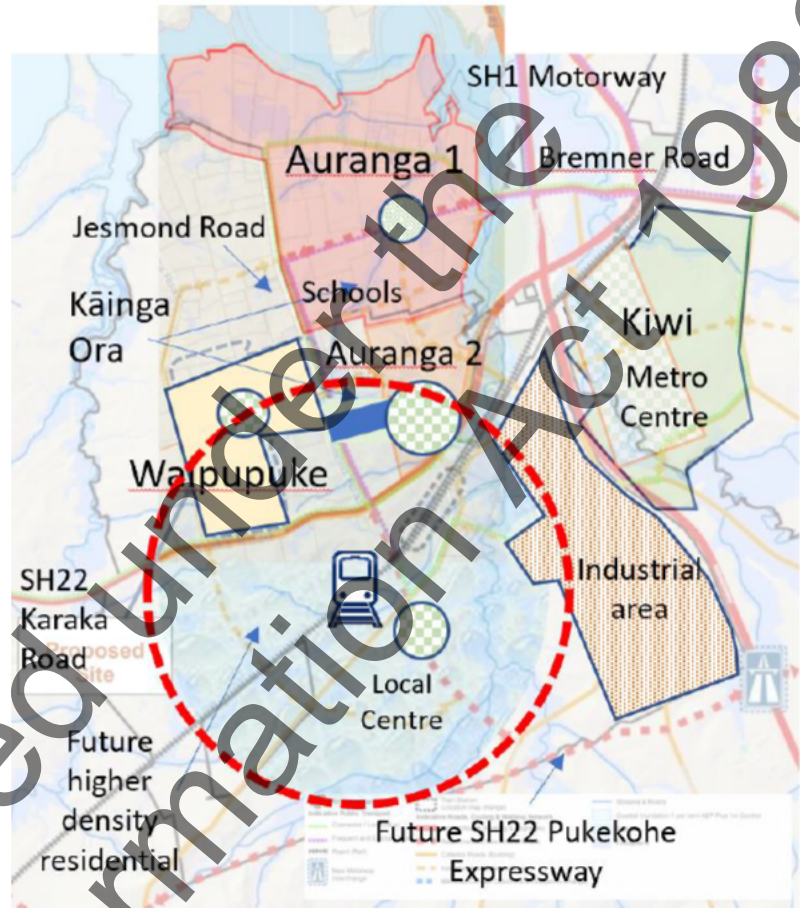 SH1 Motorway
Auranga 1
Bremner Road
Jesmond Road
Schools
Kāinga
Ora
Kiwi
Auranga 2
Metro
Centre
Waipupuke
Industrial
area
SH22
Karaka
Road
Proposed
Site
Local
Centre
Future
higher
density
residential
Future SH22 Pukekohe
Expressway
ed under the
rmation Act 198